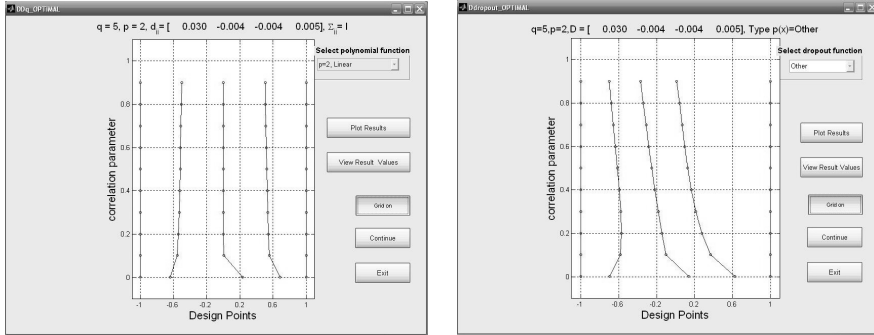 DDq_OPTIMAL
q = 5, p = 2, d_ij = [ 0.030 -0.004 -0.004 0.005], Σ_ij = I
Select polynomial function
p=2, Linear
Plot Results
View Result Values
Grid on
Continue
Exit
correlation parameter
1
0.8
0.6
0.4
0.2
0
-1 -0.6 -0.2 0.2 0.6 1
Design Points
Ddropout_OPTIMAL
q=5,p=2,D = [ 0.030 -0.004 -0.004 0.005], Type p(x)=Other
Select dropout function
Other
Plot Results
View Result Values
Grid on
Continue
Exit
correlation parameter
1
0.8
0.6
0.4
0.2
0
-1 -0.6 -0.2 0.2 0.6 1
Design Points